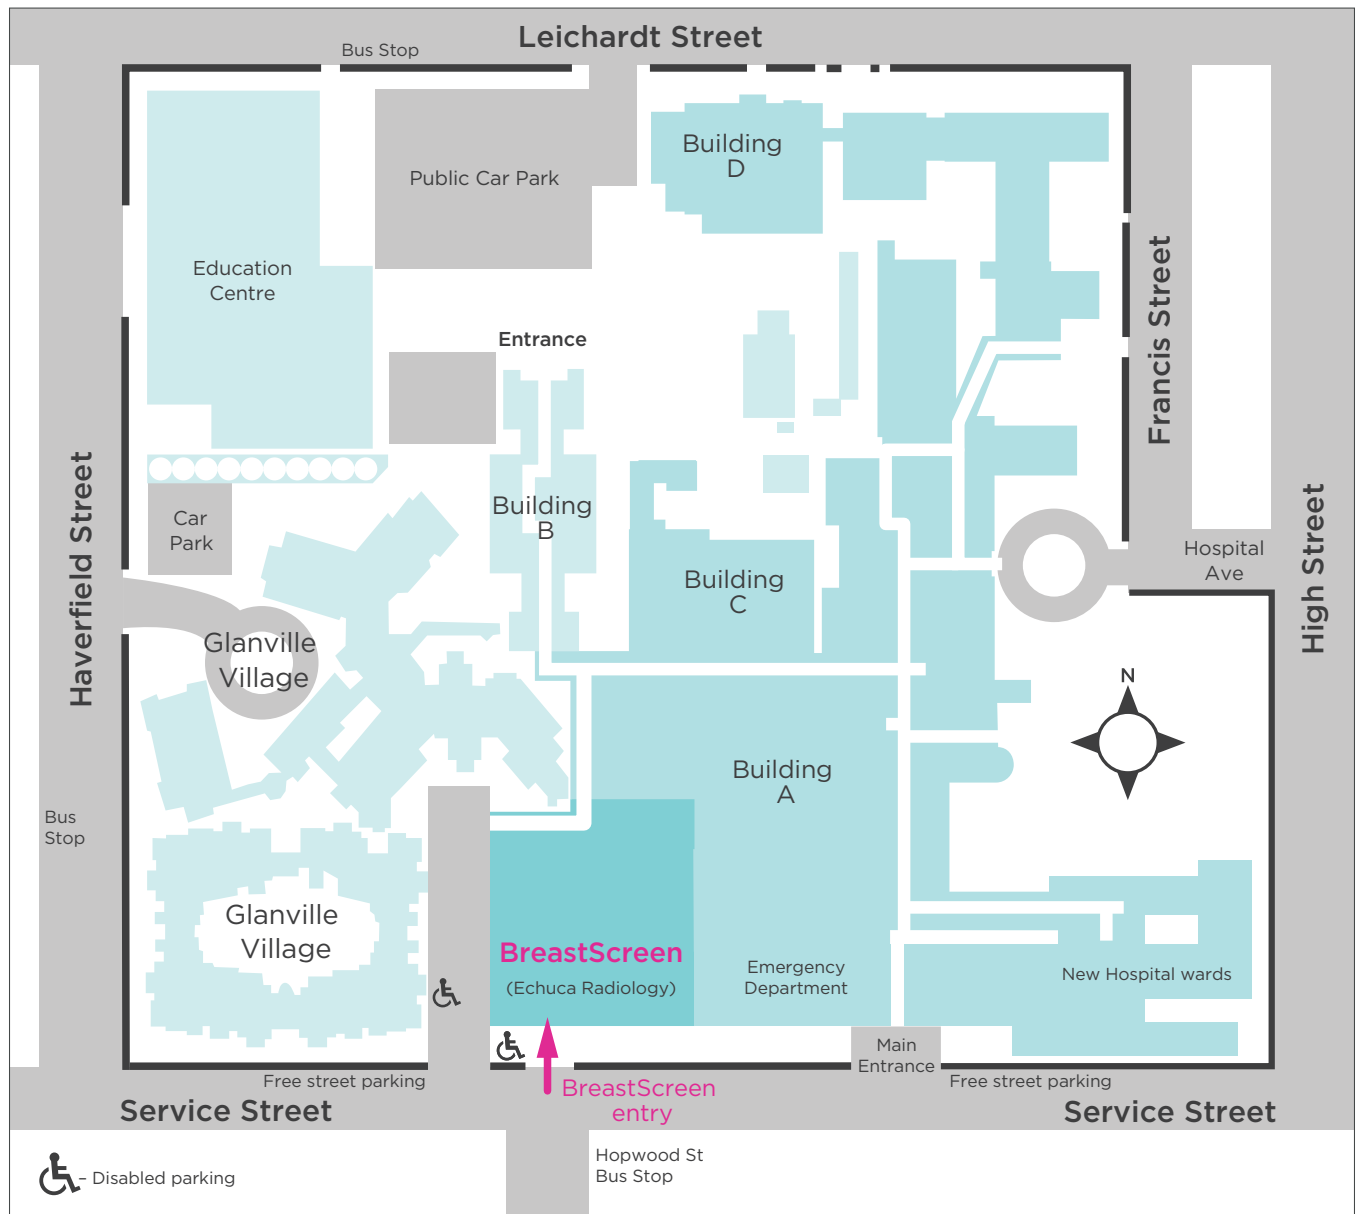 Leichardt Street
Bus Stop
Building
D
Public Car Park
Education
Centre
Francis Street
Entrance
Haverfield Street
Building
B
High Street
Car
Park
Building
C
Hospital
Ave
Glanville
Village
N
Building
A
Bus
Stop
Glanville
Village
BreastScreen
(Echuca Radiology)
Emergency
Department
New Hospital wards
Main
Entrance
Free street parking
Free street parking
BreastScreen
entry
Service Street
Service Street
Hopwood St
Bus Stop
– Disabled parking